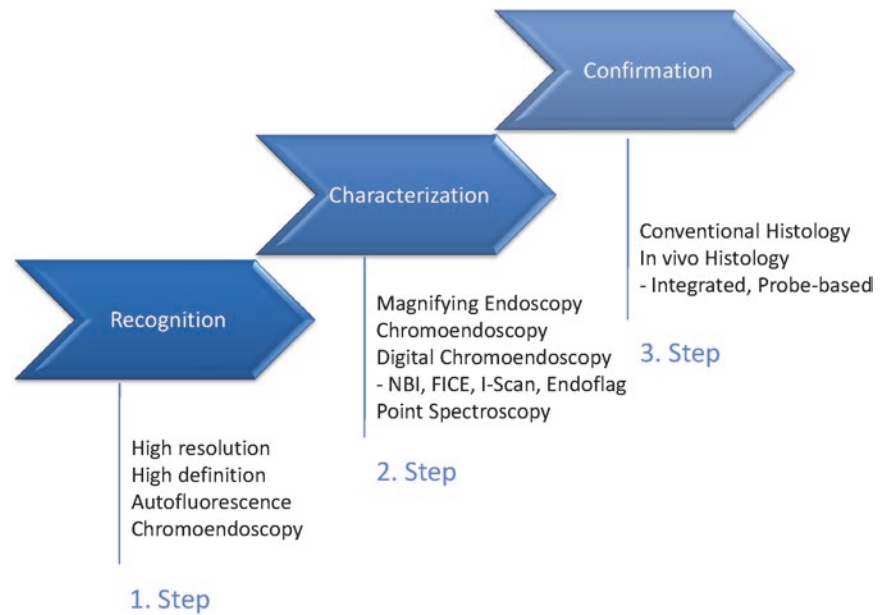 Confirmation
Characterization
Recognition
Conventional Histology
In vivo Histology
- Integrated, Probe-based
3. Step
Magnifying Endoscopy
Chromoendoscopy
Digital Chromoendoscopy
- NBI, FICE, I-Scan, Endoflag
Point Spectroscopy
2. Step
High resolution
High definition
Autofluorescence
Chromoendoscopy
1. Step